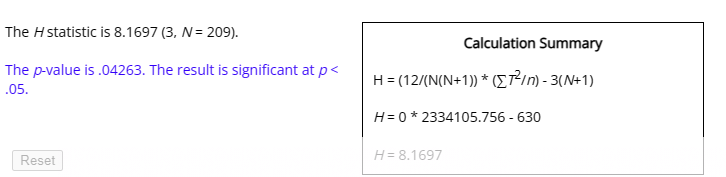 The H statistic is 8.1697 (3, N = 209).
The p-value is .04263. The result is significant at p <
.05.
Reset
Calculation Summary
H = (12/(N(N+1)) * (∑T²/n) - 3(N+1)
H = 0 * 2334105.756 - 630
H = 8.1697